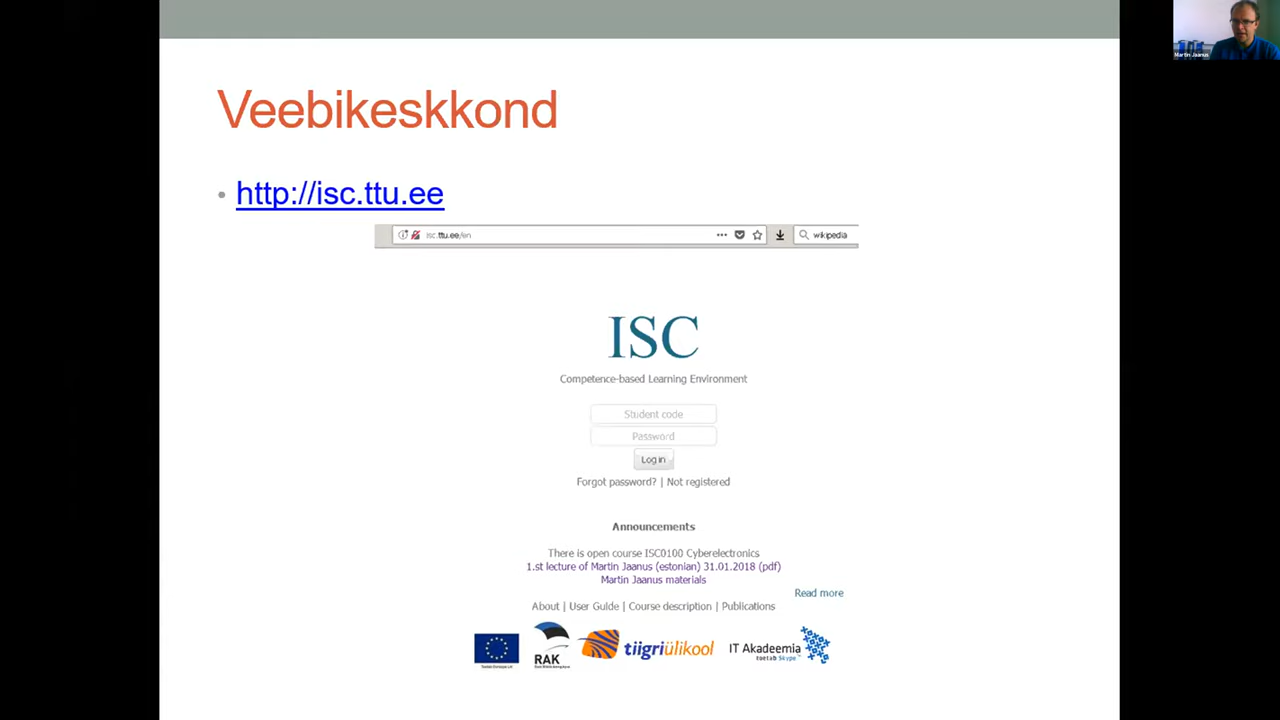 Martin Jaanus
Veebikeskkond
• http://isc.ttu.ee
isc.ttu.ee/en
wikipedia
ISC
Competence-based Learning Environment
Student code
Password
Log in
Forgot password? | Not registered
Announcements
There is open course ISC0100 Cyberelectronics
1.st lecture of Martin Jaanus (estonian) 31.01.2018 (pdf)
Martin Jaanus materials
Read more
About | User Guide | Course description | Publications
RAK
tiigriülikool
IT Akadeemia
toetab Skype™